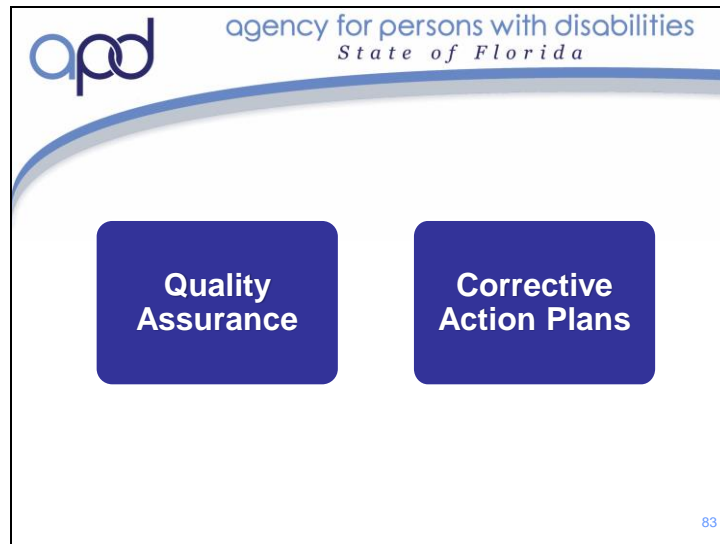 apd
agency for persons with disabilities
State of Florida
Quality
Assurance
Corrective
Action Plans
83